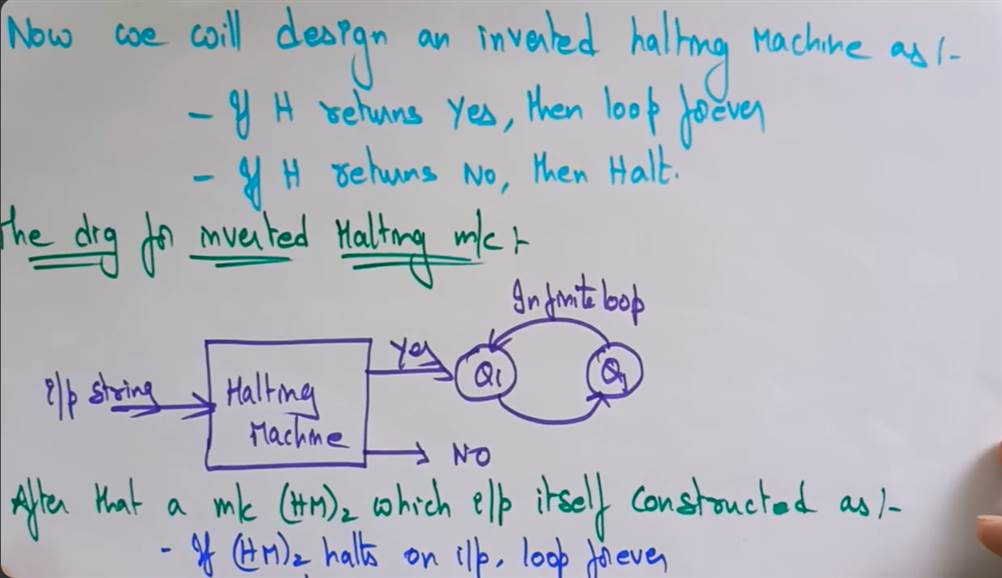 Now we will design an inverted halting Machine as :-
- If H returns Yes, then loop forever
- If H returns No, then Halt.
The drg for inverted Halting m/c :-
Infinite loop
Yes
Qi
Qj
i/p string
Halting
Machine
NO
After that a m/c (HM)2 which i/p itself constructed as :-
- If (HM)2 halts on i/p, loop forever